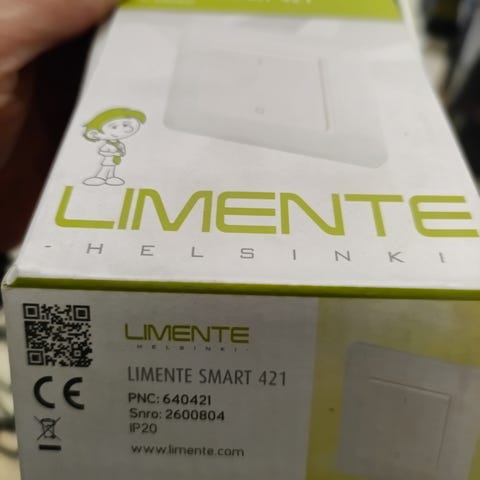 LIMENTE
- HELSINKI
LIMENTE
- HELSINKI -
LIMENTE SMART 421
PNC: 640421
Snro: 2600804
IP20
www.limente.com
CE